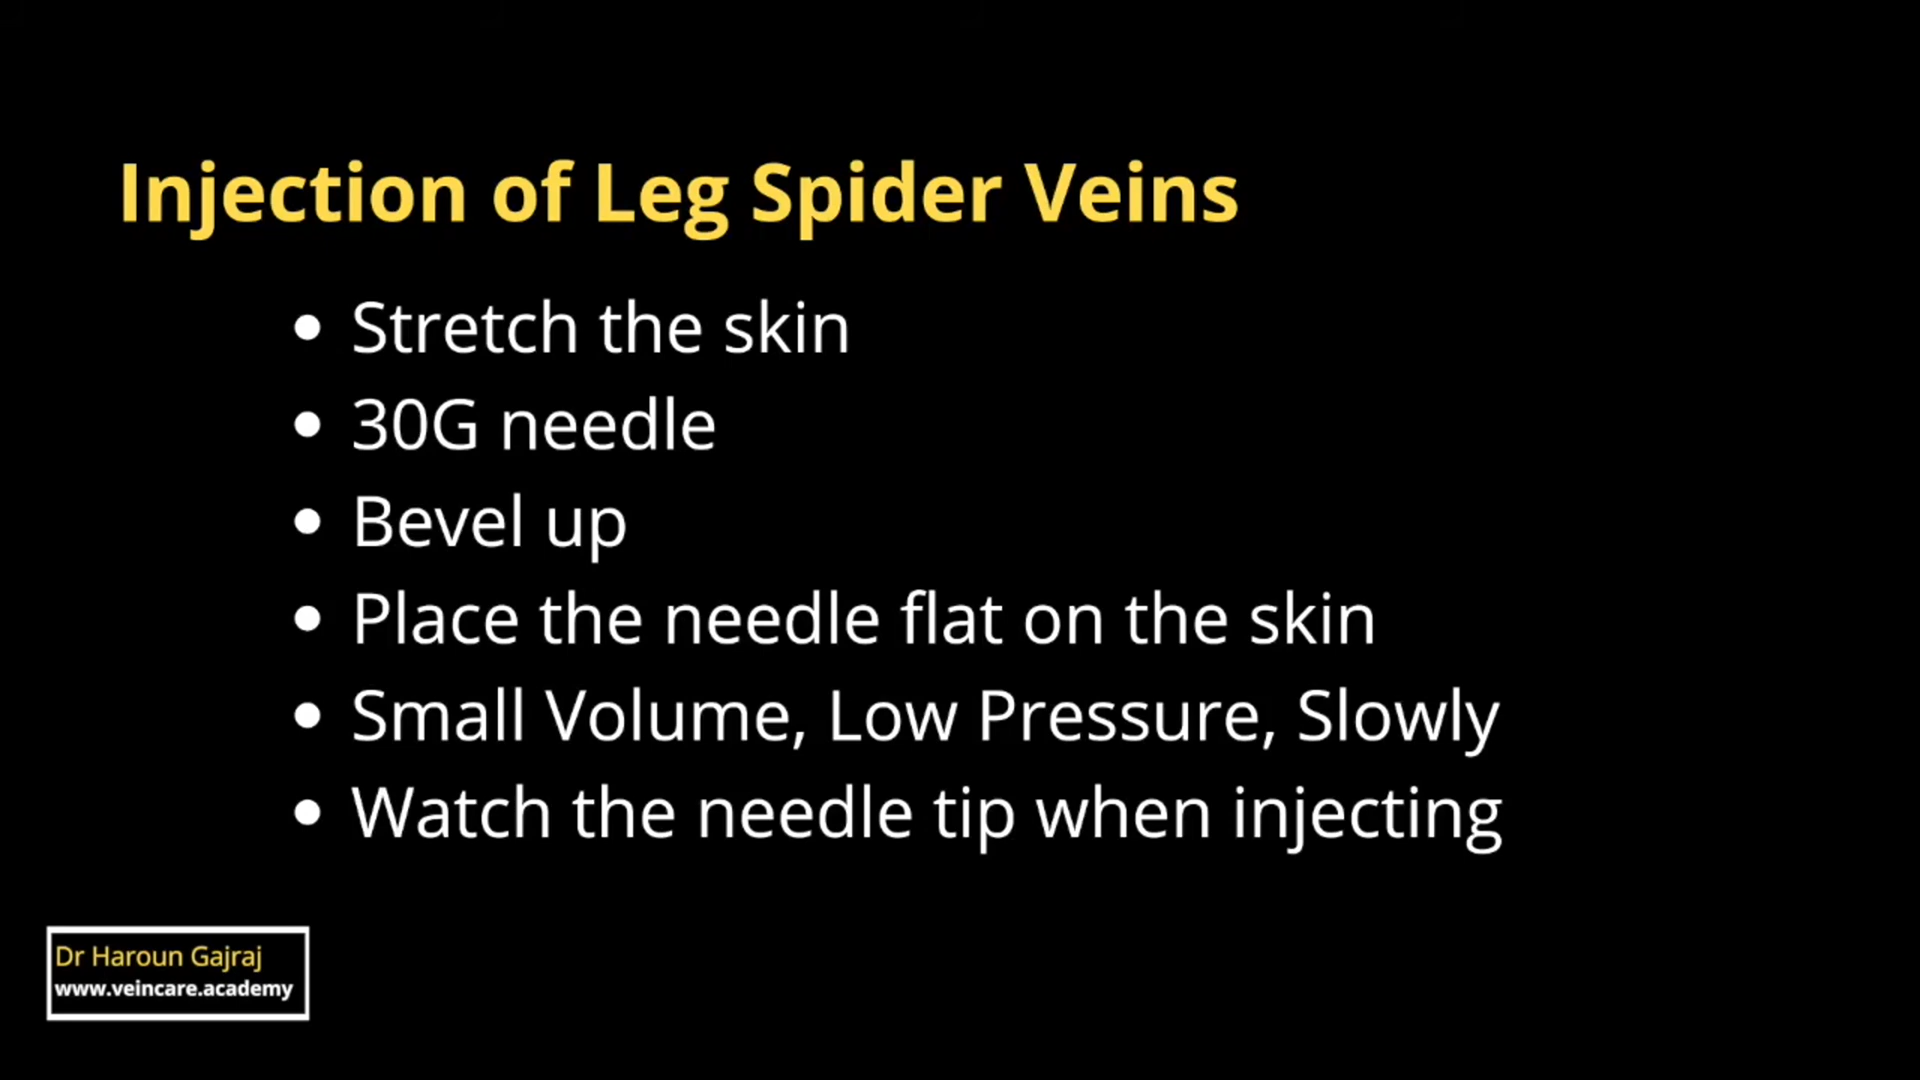 Injection of Leg Spider Veins
• Stretch the skin
• 30G needle
• Bevel up
• Place the needle flat on the skin
• Small Volume, Low Pressure, Slowly
• Watch the needle tip when injecting
Dr Haroun Gajraj
www.veincare.academy